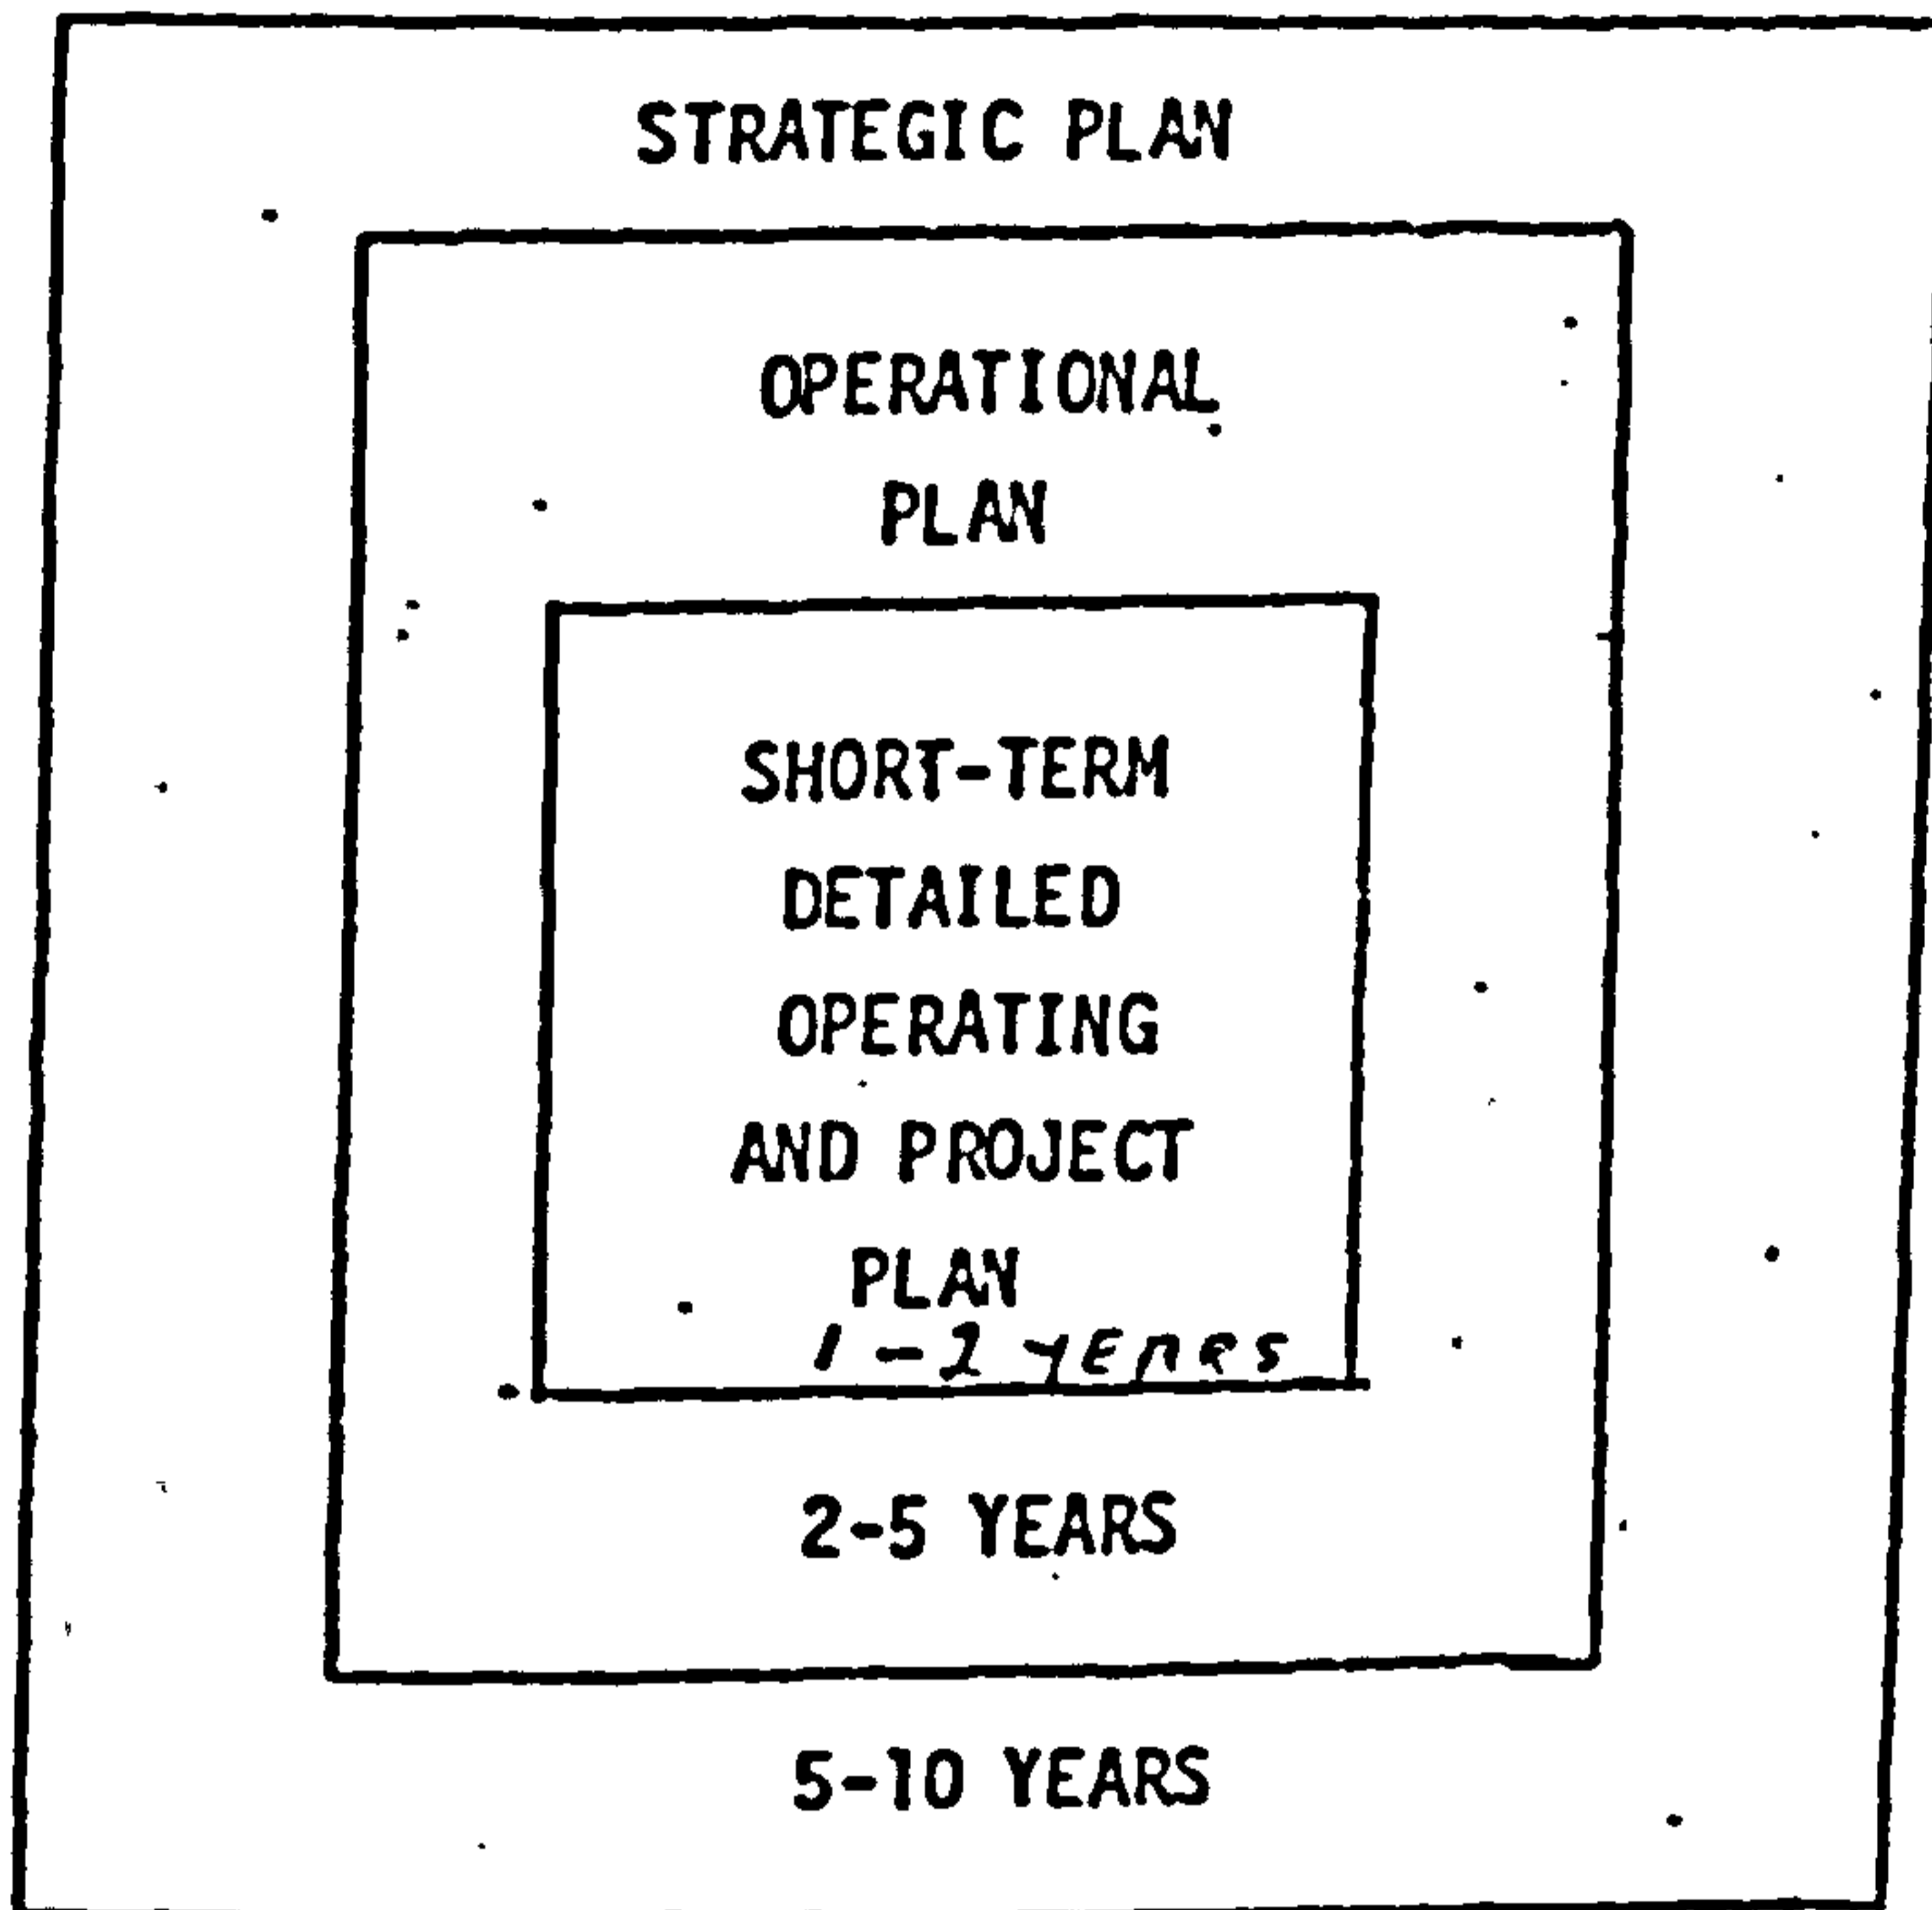 STRATEGIC PLAN
OPERATIONAL
PLAN
SHORT-TERM
DETAILED
OPERATING
AND PROJECT
PLAN
1-2 years
2-5 YEARS
5-10 YEARS